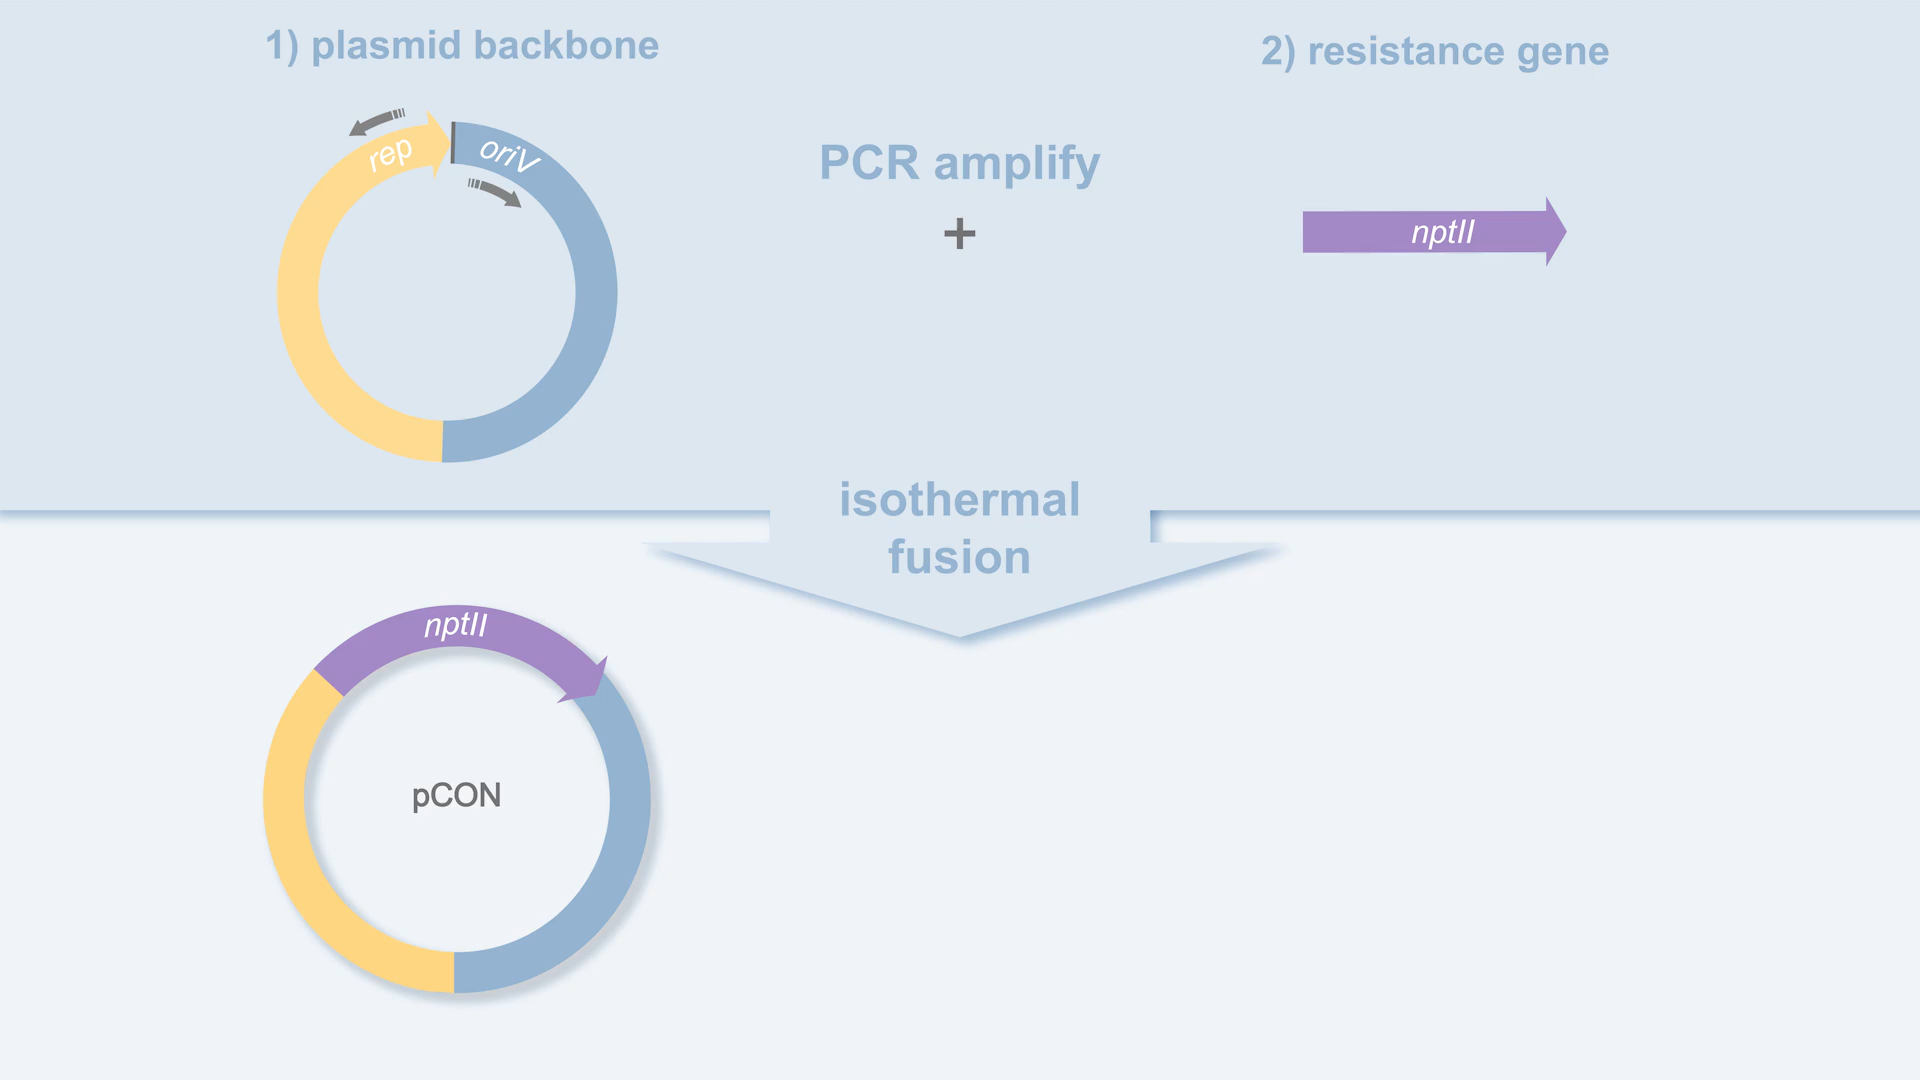 1) plasmid backbone
2) resistance gene
rep
oriV
PCR amplify
+
nptII
isothermal
fusion
nptII
pCON